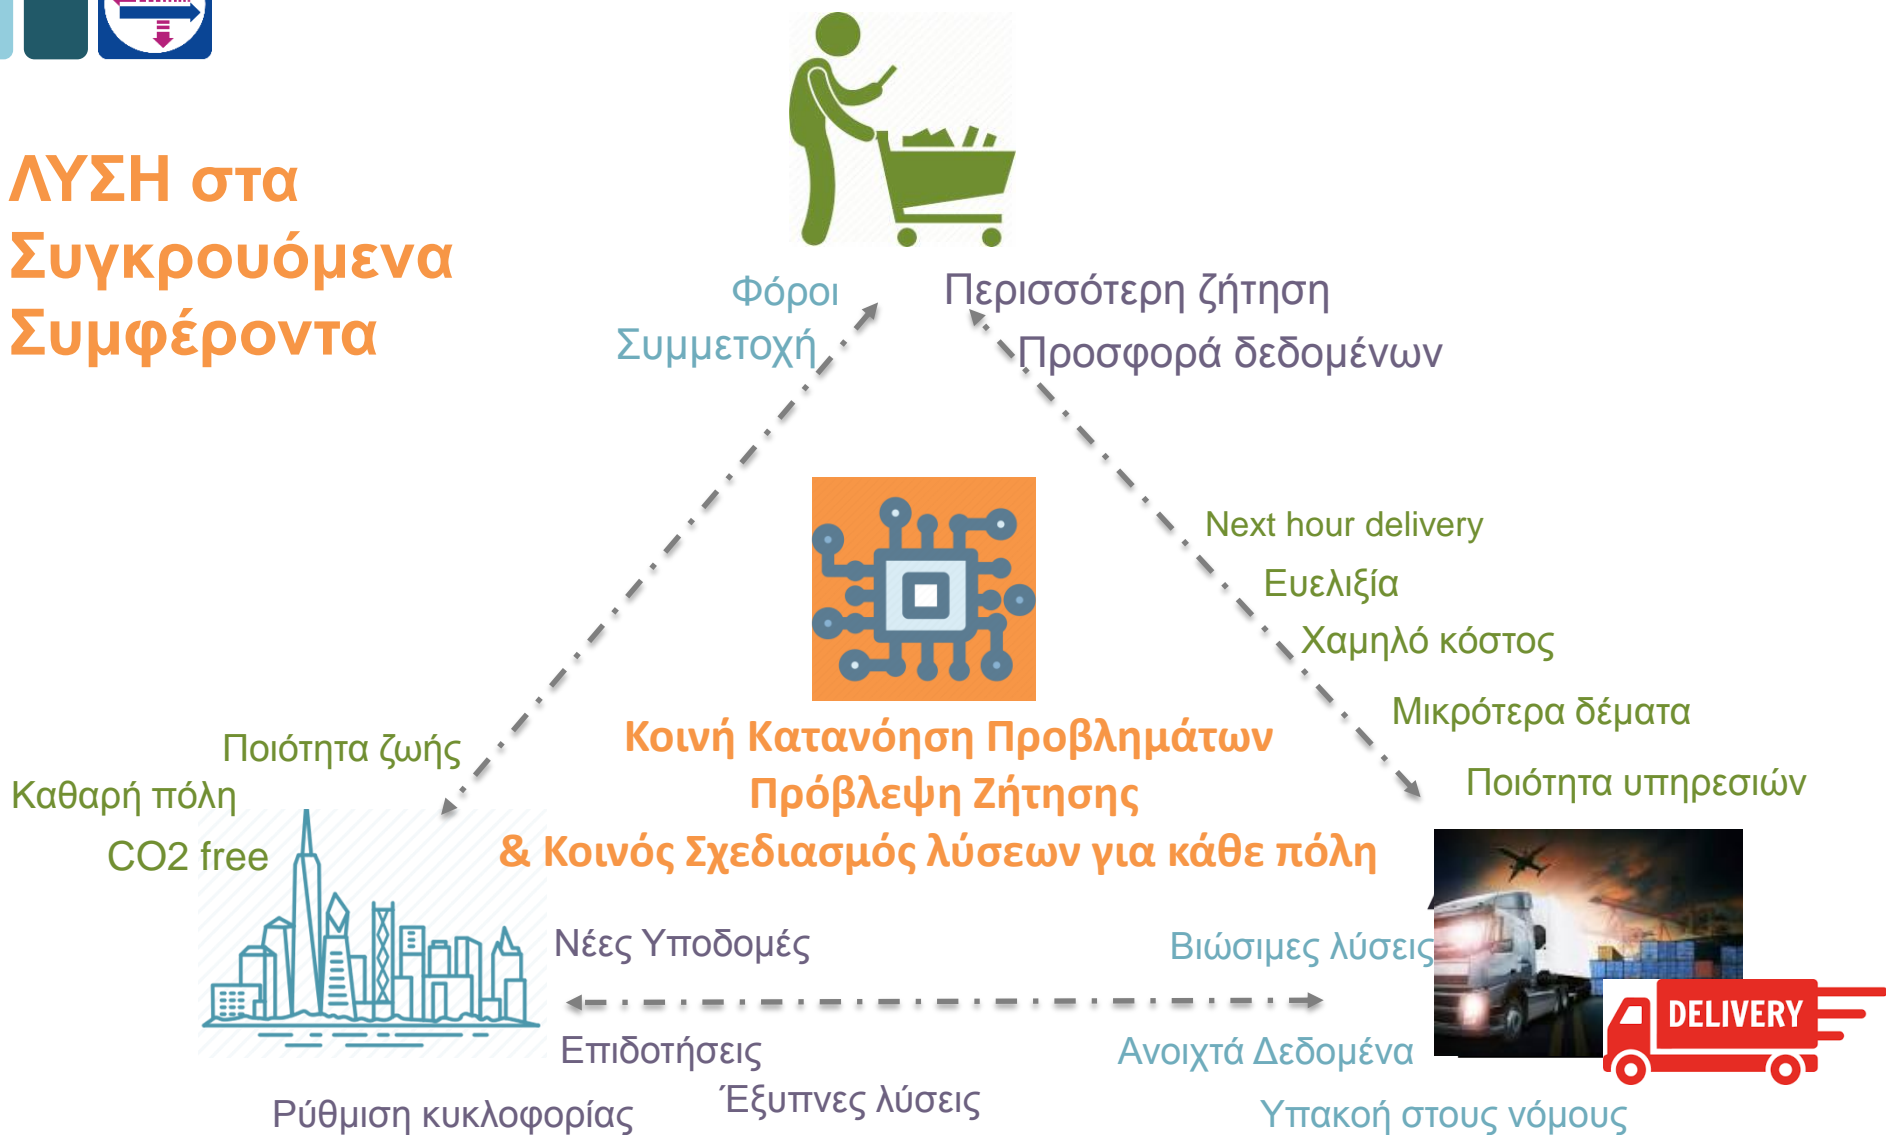 ΛΥΣΗ στα
Συγκρουόμενα
Συμφέροντα
Φόροι
Συμμετοχή
Περισσότερη ζήτηση
Προσφορά δεδομένων
Next hour delivery
Ευελιξία
Χαμηλό κόστος
Μικρότερα δέματα
Ποιότητα υπηρεσιών
Ποιότητα ζωής
Καθαρή πόλη
CO2 free
Κοινή Κατανόηση Προβλημάτων
Πρόβλεψη Ζήτησης
& Κοινός Σχεδιασμός λύσεων για κάθε πόλη
Νέες Υποδομές
Βιώσιμες λύσεις
DELIVERY
Επιδοτήσεις
Ανοιχτά Δεδομένα
Έξυπνες λύσεις
Ρύθμιση κυκλοφορίας
Υπακοή στους νόμους